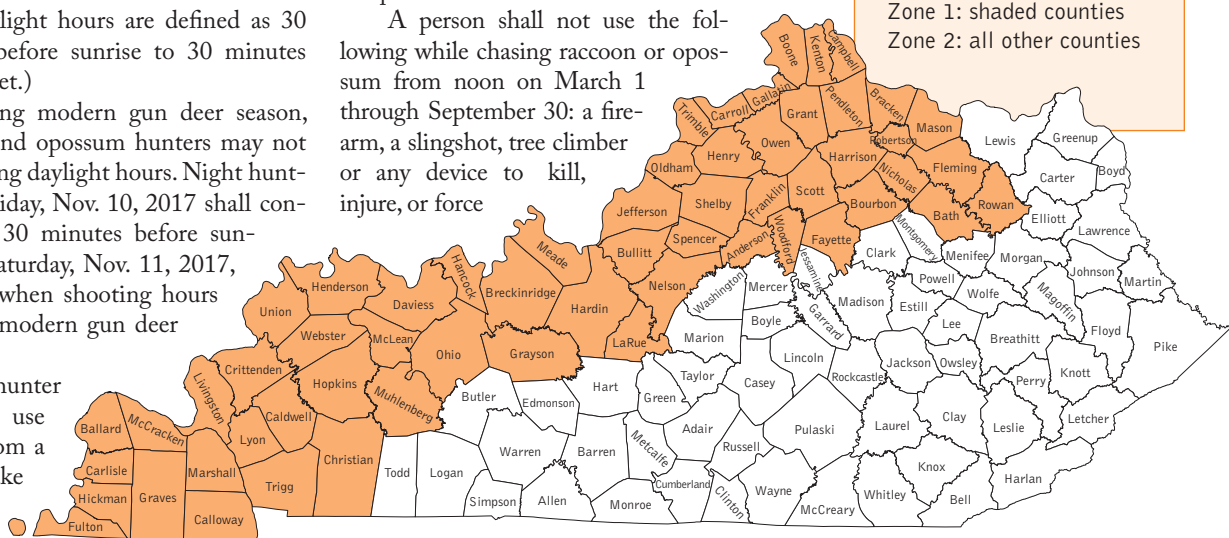 light hours are defined as 30
before sunrise to 30 minutes
et.)
ng modern gun deer season,
nd opossum hunters may not
ng daylight hours. Night hunt-
iday, Nov. 10, 2017 shall con-
30 minutes before sun-
aturday, Nov. 11, 2017,
when shooting hours
modern gun deer
hunter
use
om a
ke
A person shall not use the fol-
lowing while chasing raccoon or opos-
sum from noon on March 1
through September 30: a fire-
arm, a slingshot, tree climber
or any device to kill,
injure, or force
Zone 1: shaded counties
Zone 2: all other counties
Boone
Kenton
Campbell
Gallatin
Carroll
Trimble
Grant
Pendleton
Bracken
Robertson
Mason
Lewis
Greenup
Owen
Henry
Oldham
Harrison
Nicholas
Fleming
Rowan
Carter
Boyd
Elliott
Lawrence
Jefferson
Shelby
Franklin
Scott
Bourbon
Bath
Montgomery
Menifee
Morgan
Bullitt
Spencer
Anderson
Woodford
Fayette
Clark
Johnson
Martin
Meade
Hancock
Breckinridge
Hardin
Nelson
Washington
Mercer
essamine
Madison
Powell
Estill
Wolfe
Magoffin
Floyd
Pike
Henderson
Union
Daviess
Webster
McLean
Ohio
Grayson
LaRue
Marion
Boyle
Garrard
Lee
Breathitt
Crittenden
Livingston
Hopkins
Muhlenberg
Butler
Edmonson
Hart
Green
Taylor
Casey
Lincoln
Rockcastle
Jackson
Owsley
Perry
Knott
Letcher
Ballard
McCracken
Caldwell
Lyon
Christian
Todd
Logan
Warren
Barren
Metcalfe
Adair
Russell
Pulaski
Laurel
Clay
Leslie
Harlan
Carlisle
Hickman
Fulton
Graves
Marshall
Calloway
Trigg
Simpson
Allen
Monroe
Cumberland
Clinton
Wayne
McCreary
Whitley
Knox
Bell